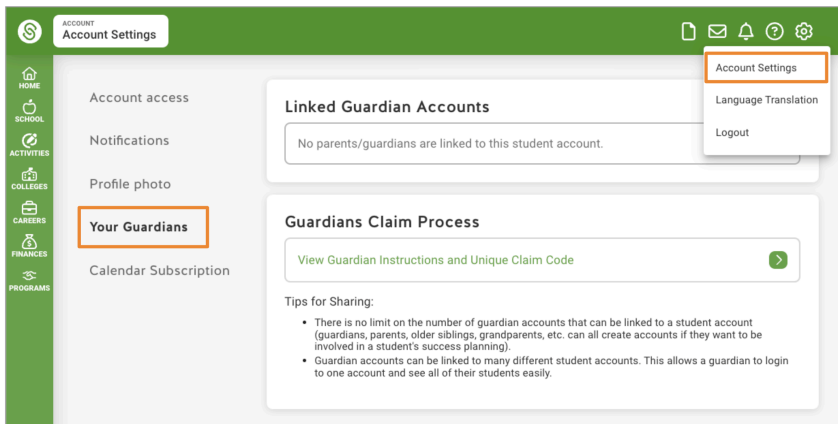 ACCOUNT
Account Settings
HOME
SCHOOL
ACTIVITIES
COLLEGES
CAREERS
FINANCES
PROGRAMS
Account access
Notifications
Profile photo
Your Guardians
Calendar Subscription
Account Settings
Language Translation
Logout
Linked Guardian Accounts
No parents/guardians are linked to this student account.
Guardians Claim Process
View Guardian Instructions and Unique Claim Code
Tips for Sharing:
• There is no limit on the number of guardian accounts that can be linked to a student account
(guardians, parents, older siblings, grandparents, etc. can all create accounts if they want to be
involved in a student's success planning).
• Guardian accounts can be linked to many different student accounts. This allows a guardian to login
to one account and see all of their students easily.